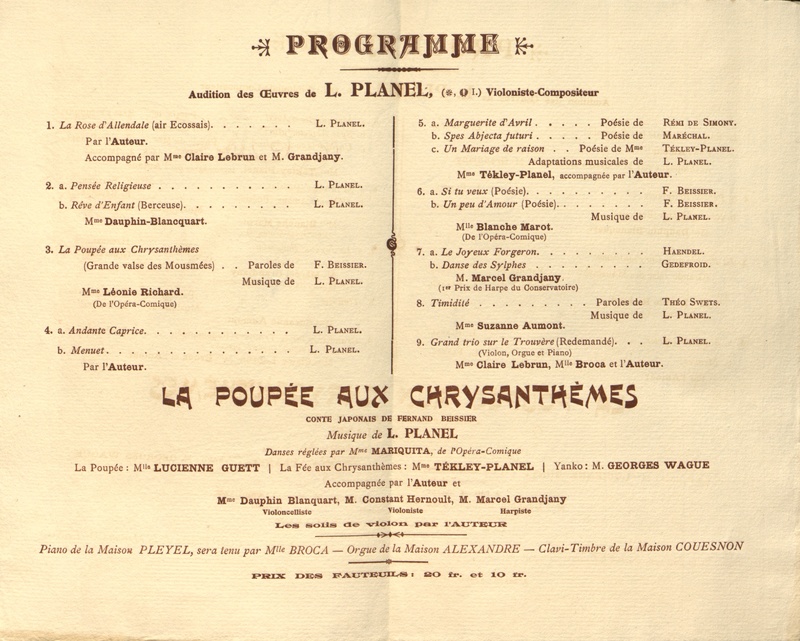 PROGRAMME
Audition des Œuvres de L. PLANEL, (❋, ❶ I.) Violoniste-Compositeur
1. La Rose d'Allendale (air Ecossais). . . . . . . L. PLANEL.
Par l'Auteur.
Accompagné par Mme Claire Lebrun et M. Grandjany.
2. a. Pensée Religieuse . . . . . . . . . . . L. PLANEL.
b. Rêve d'Enfant (Berceuse). . . . . . . . . L. PLANEL.
Mme Dauphin-Blancquart.
3. La Poupée aux Chrysanthèmes
(Grande valse des Mousmées) . . Paroles de F. BEISSIER.
Musique de L. PLANEL.
Mme Léonie Richard.
(De l'Opéra-Comique)
4. a. Andante Caprice. . . . . . . . . . . . L. PLANEL.
b. Menuet. . . . . . . . . . . . . . . L. PLANEL.
Par l'Auteur.
5. a. Marguerite d'Avril . . . . . Poésie de RÉMI DE SIMONY.
b. Spes Abjecta futuri . . . . . Poésie de MARÉCHAL.
c. Un Mariage de raison . . Poésie de Mme TÉKLEY-PLANEL.
Adaptations musicales de L. PLANEL.
Mme Tékley-Planel, accompagnée par l'Auteur.
6. a. Si tu veux (Poésie). . . . . . . . . F. BEISSIER.
b. Un peu d'Amour (Poésie). . . . . . . . F. BEISSIER.
Musique de L. PLANEL.
Mlle Blanche Marot.
(De l'Opéra-Comique)
7. a. Le Joyeux Forgeron. . . . . . . . . HAENDEL.
b. Danse des Sylphes . . . . . . . . . GEDEFROID.
M. Marcel Grandjany
(1er Prix de Harpe du Conservatoire)
8. Timidité . . . . . . . . . Paroles de THÉO SWETS.
Musique de L. PLANEL.
Mme Suzanne Aumont.
9. Grand trio sur le Trouvère (Redemandé). . . L. PLANEL.
(Violon, Orgue et Piano)
Mme Claire Lebrun, Mlle Broca et l'Auteur.
LA POUPÉE AUX CHRYSANTHÈMES
CONTE JAPONAIS DE FERNAND BEISSIER
Musique de L. PLANEL
Danses réglées par Mme MARIQUITA, de l'Opéra-Comique
La Poupée : Mlle LUCIENNE GUETT | La Fée aux Chrysanthèmes : Mme TÉKLEY-PLANEL | Yanko : M. GEORGES WAGUE
Accompagnée par l'Auteur et
Mme Dauphin Blanquart, M. Constant Hernoult, M. Marcel Grandjany
Violoncelliste Violoniste Harpiste
Les solis de violon par l'AUTEUR
Piano de la Maison PLEYEL, sera tenu par Mlle BROCA — Orgue de la Maison ALEXANDRE — Clavi-Timbre de la Maison COUESNON
PRIX DES FAUTEUILS : 20 fr. et 10 fr.